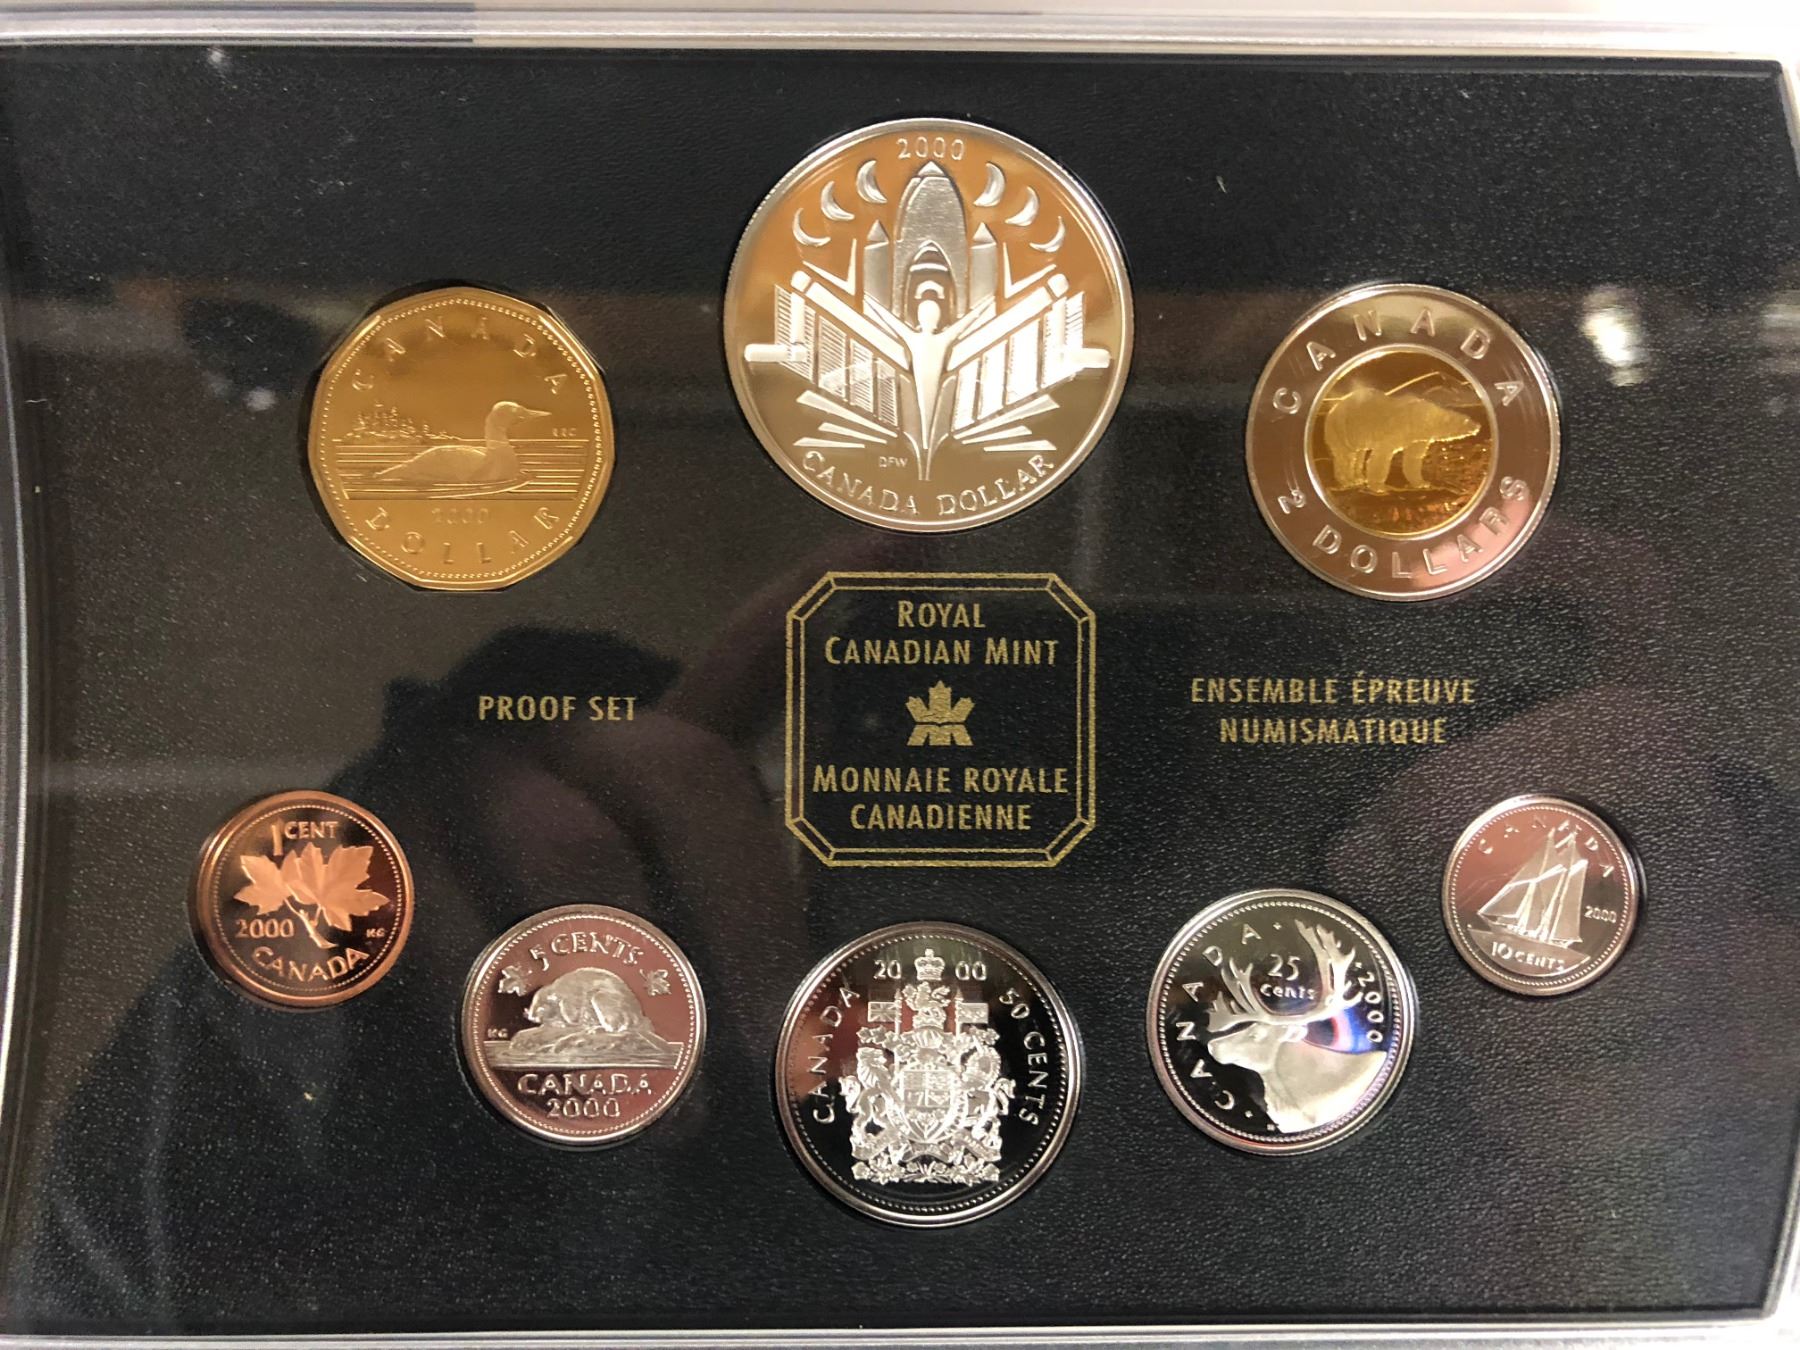 2000
DFW
CANADA DOLLAR
CANADA
2000
DOLLAR
CANADA
2 DOLLARS
ROYAL
CANADIAN MINT
MONNAIE ROYALE
CANADIENNE
PROOF SET
ENSEMBLE ÉPREUVE
NUMISMATIQUE
1 CENT
2000
KG
CANADA
5 CENTS
KG
CANADA
2000
20 00
CANADA
50 CENTS
CANADA
25
cents
2000
CANADA
2000
10 CENTS